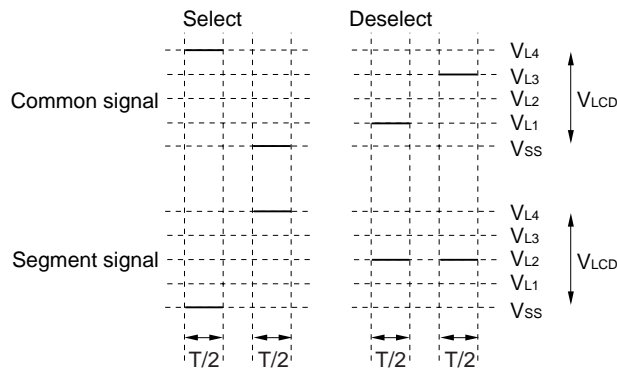 Select Deselect
VL4
VL3
Common signal VL2 VLCD
VL1
VSS
VL4
VL3
Segment signal VL2 VLCD
VL1
VSS
T/2 T/2 T/2 T/2